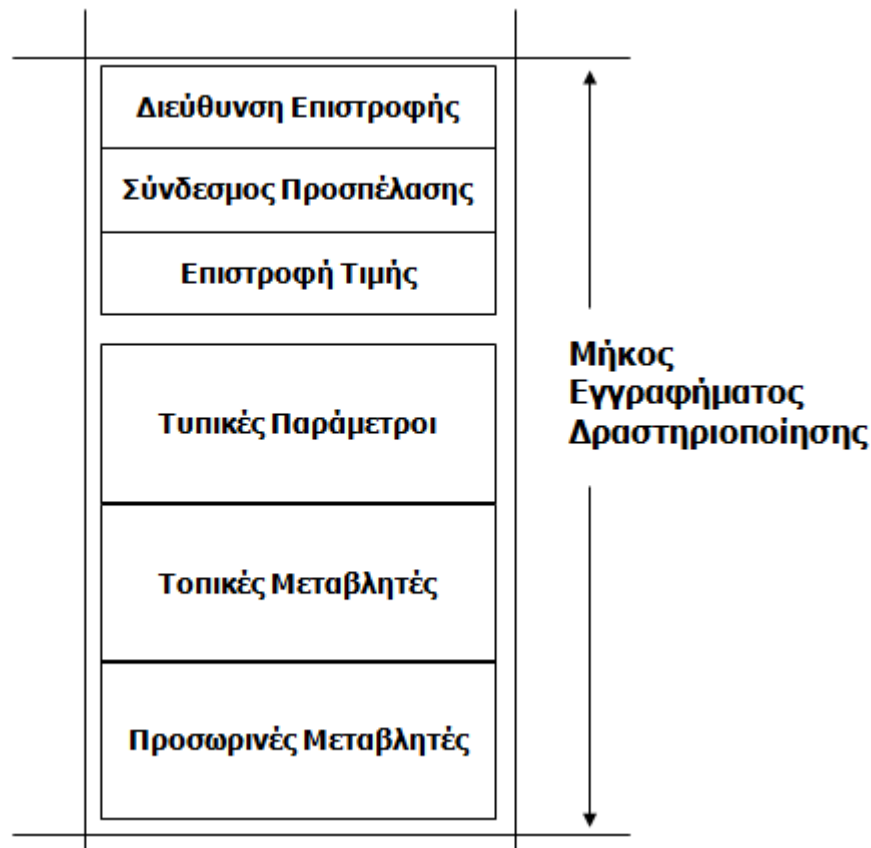 Διεύθυνση Επιστροφής
Σύνδεσμος Προσπέλασης
Επιστροφή Τιμής
Τυπικές Παράμετροι
Τοπικές Μεταβλητές
Προσωρινές Μεταβλητές
Μήκος
Εγγραφήματος
Δραστηριοποίησης